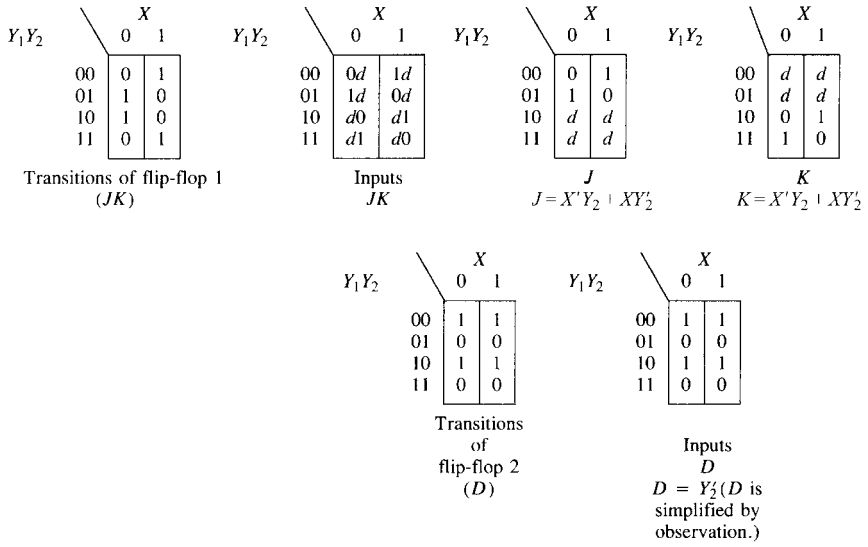 X X X X
Y₁Y₂ 0 1 Y₁Y₂ 0 1 Y₁Y₂ 0 1 Y₁Y₂ 0 1
00 0 1 00 0d 1d 00 0 1 00 d d
01 1 0 01 1d 0d 01 1 0 01 d d
10 1 0 10 d0 d1 10 d d 10 0 1
11 0 1 11 d1 d0 11 d d 11 1 0
Transitions of flip-flop 1 Inputs J K
(JK) JK J = X'Y₂ + XY₂' K = X'Y₂ + XY₂'
X X
Y₁Y₂ 0 1 Y₁Y₂ 0 1
00 1 1 00 1 1
01 0 0 01 0 0
10 1 1 10 1 1
11 0 0 11 0 0
Transitions
of
flip-flop 2
(D)
Inputs
D
D = Y₂' (D is
simplified by
observation.)